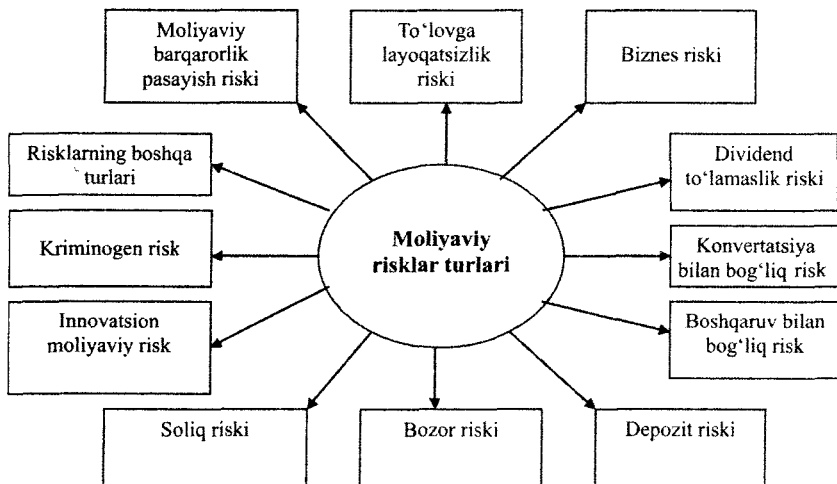 Moliyaviy
barqarorlik
pasayish riski
To‘lovga
layoqatsizlik
riski
Biznes riski
Risklarning boshqa
turlari
Dividend
to‘lamaslik riski
Kriminogen risk
Moliyaviy
risklar turlari
Konvertatsiya
bilan bog‘liq risk
Innovatsion
moliyaviy risk
Boshqaruv bilan
bog‘liq risk
Soliq riski
Bozor riski
Depozit riski